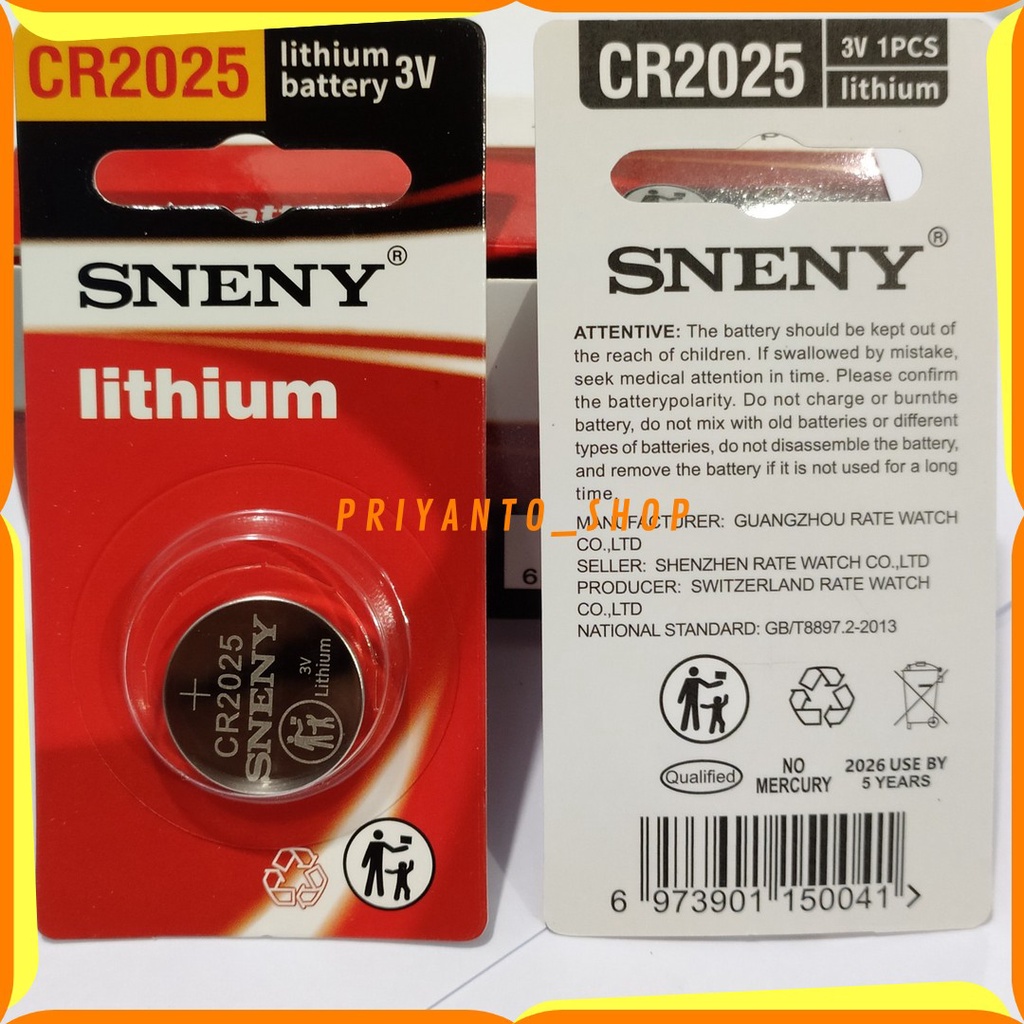 CR2025
lithium
battery 3V
SNENY®
lithium
CR2025
SNENY
3V
Lithium
CR2025
3V 1PCS
lithium
SNENY®
ATTENTIVE: The battery should be kept out of
the reach of children. If swallowed by mistake,
seek medical attention in time. Please confirm
the batterypolarity. Do not charge or burnthe
battery, do not mix with old batteries or different
types of batteries, do not disassemble the battery,
and remove the battery if it is not used for a long
time.
PRIYANTO_SHOP
MANUFACTURER: GUANGZHOU RATE WATCH
CO.,LTD
SELLER: SHENZHEN RATE WATCH CO.,LTD
PRODUCER: SWITZERLAND RATE WATCH
CO.,LTD
NATIONAL STANDARD: GB/T8897.2-2013
Qualified
NO
MERCURY
2026 USE BY
5 YEARS
6 973901 150041 >
6